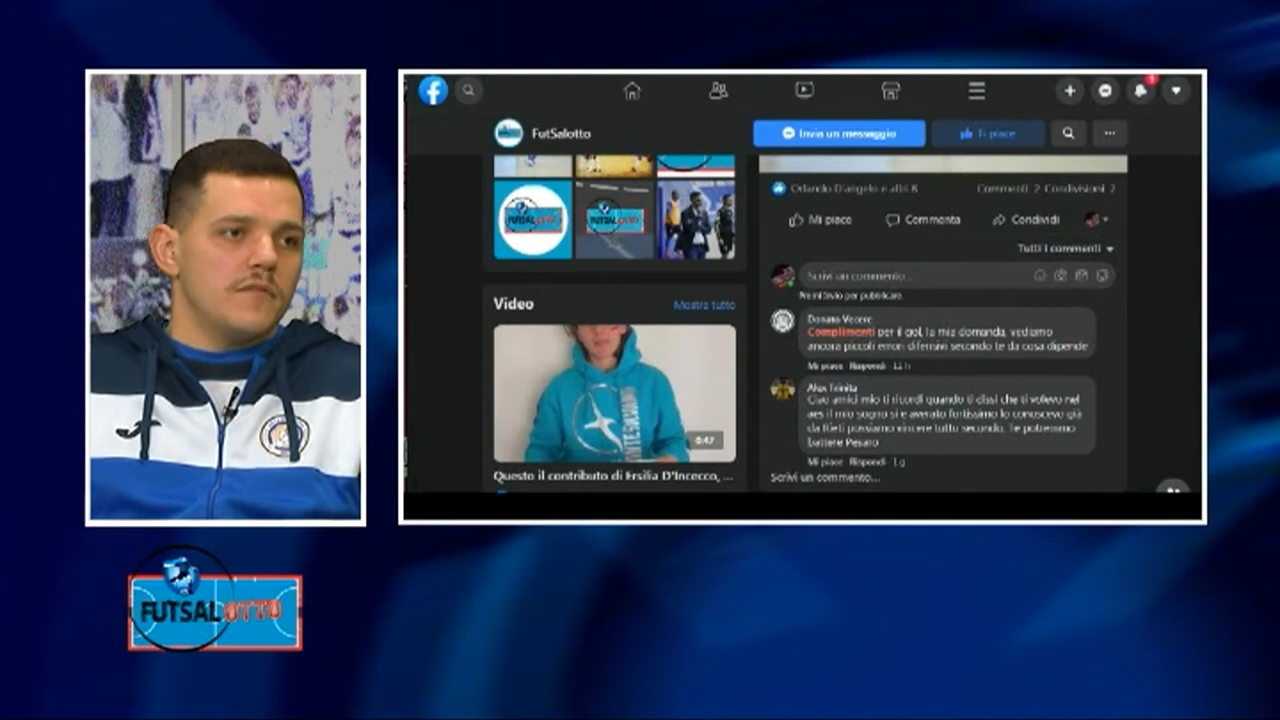 FutSalotto
Invia un messaggio
Ti piace
Orlando D'angelo e altri 8
Commenti: 2 Condivisioni: 2
Mi piace
Commenta
Condividi
Tutti i commenti
Scrivi un commento...
Premi Invio per pubblicare.
Donato Vecere
Complimenti per il gol, la mia domanda, vediamo
ancora piccoli errori difensivi secondo te da cosa dipende
Mi piace Rispondi 11 h
Alex Trinita
Ciao amici mio ti ricordi quando ti dissi che ti volevo nel
aes il mio sogno si e averato fortissimo lo conoscevo già
da Rieti possiamo vincere tuttu secondo. Te potremmo
battere Pesaro
Mi piace Rispondi 1 g
Scrivi un commento...
FUTSALOTTO
Video
Mostra tutto
0:47
Questo il contributo di Ersilia D'Incecco, ...
FUTSALOTTO